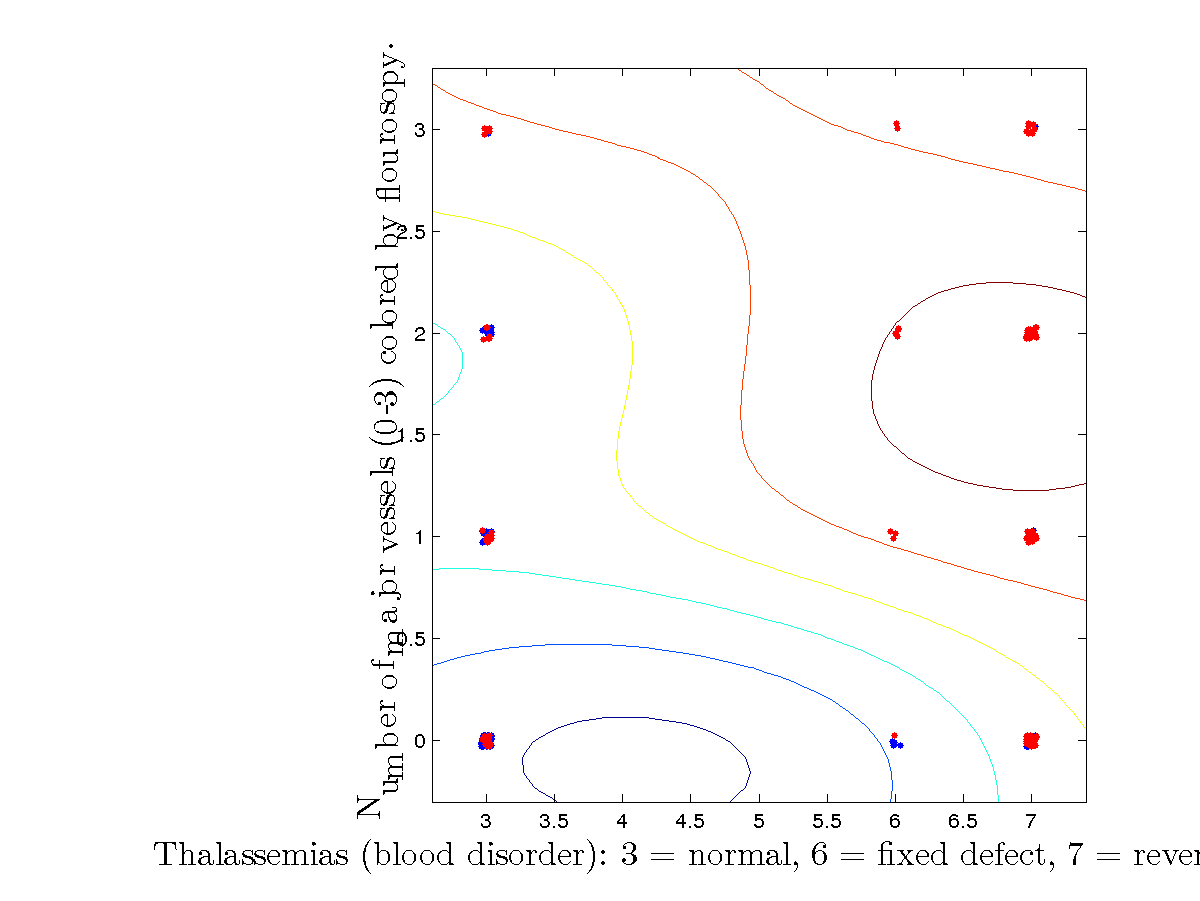 Number of major vessels (0-3) colored by flourosopy.
3
2.5
2
1.5
1
0.5
0
3 3.5 4 4.5 5 5.5 6 6.5 7
Thalassemias (blood disorder): 3 = normal, 6 = fixed defect, 7 = rever